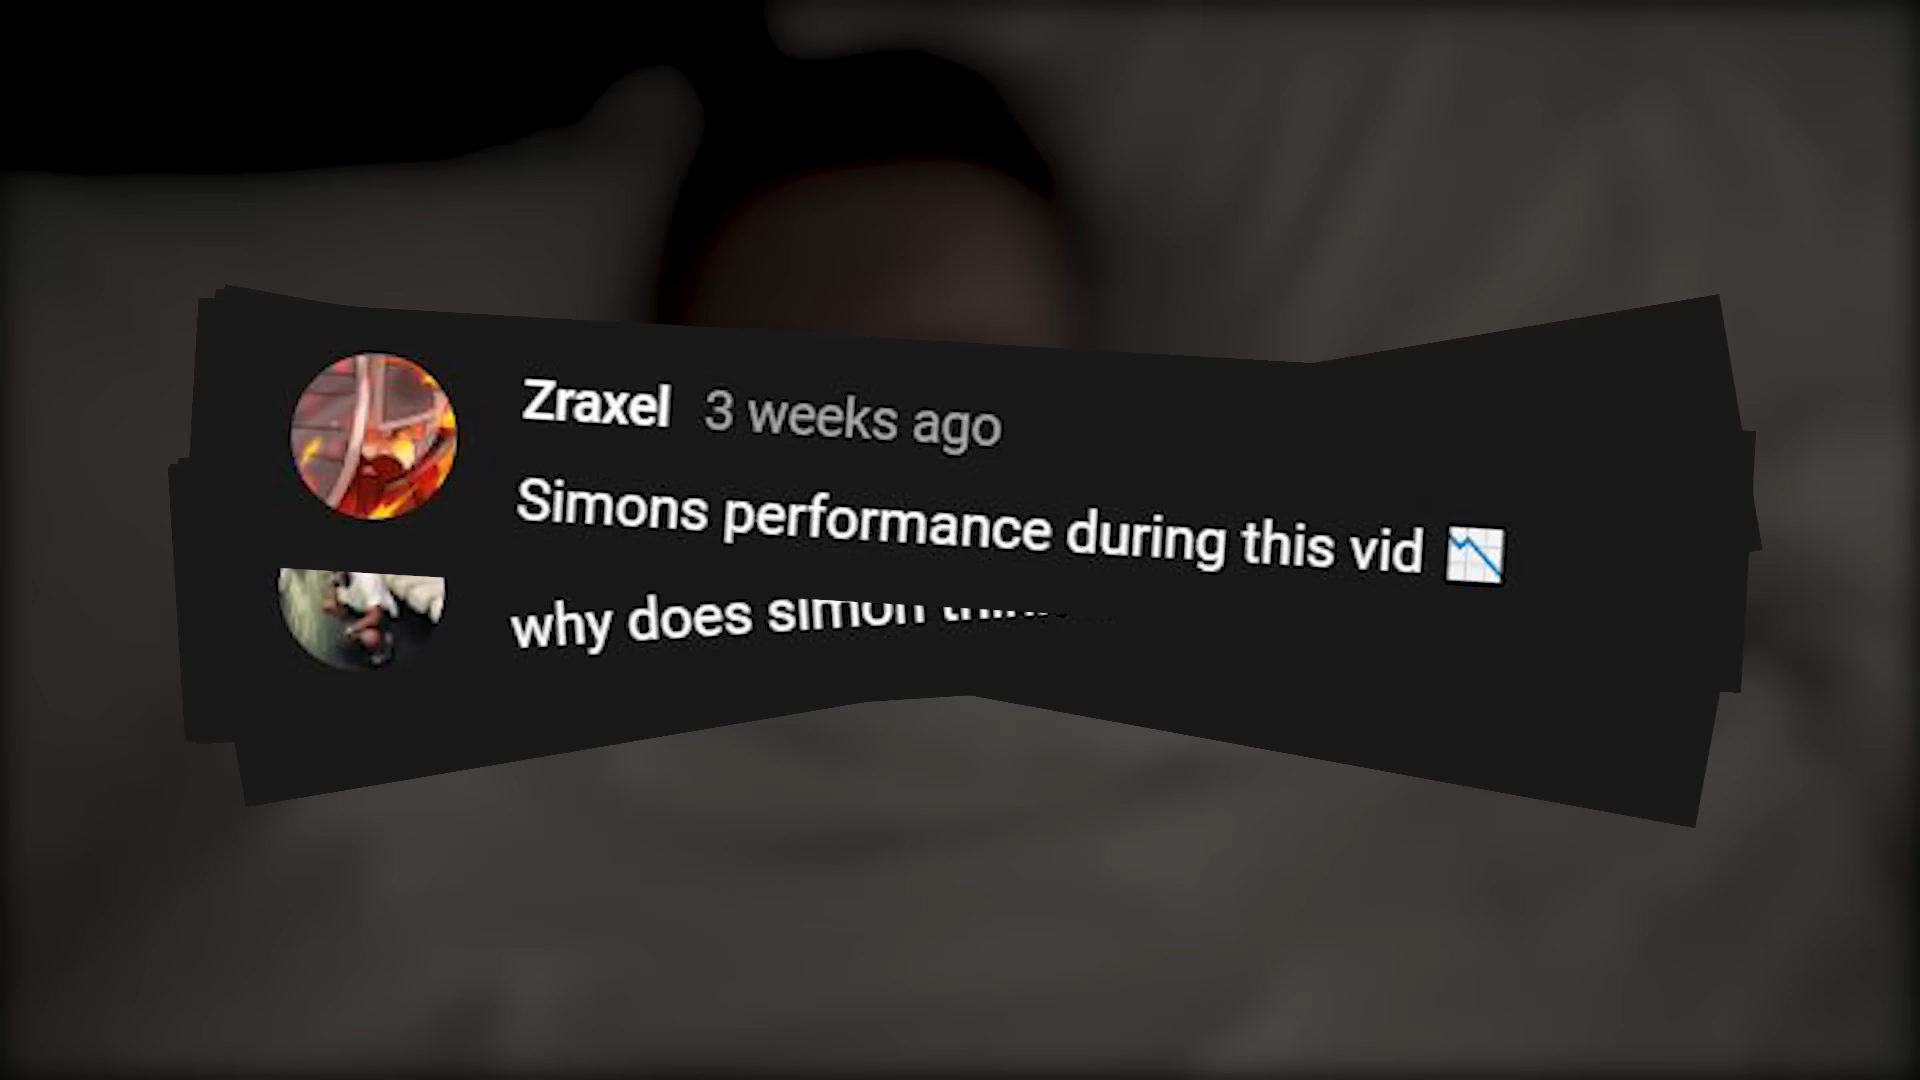 Zraxel 3 weeks ago
Simons performance during this vid 📉
why does simon